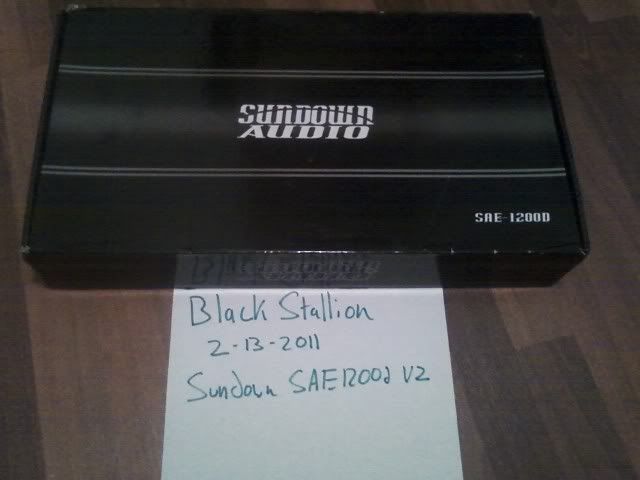 SUNDOWN
AUDIO
SAE-1200D
Black Stallion
2-13-2011
Sundown SAE1200d V2